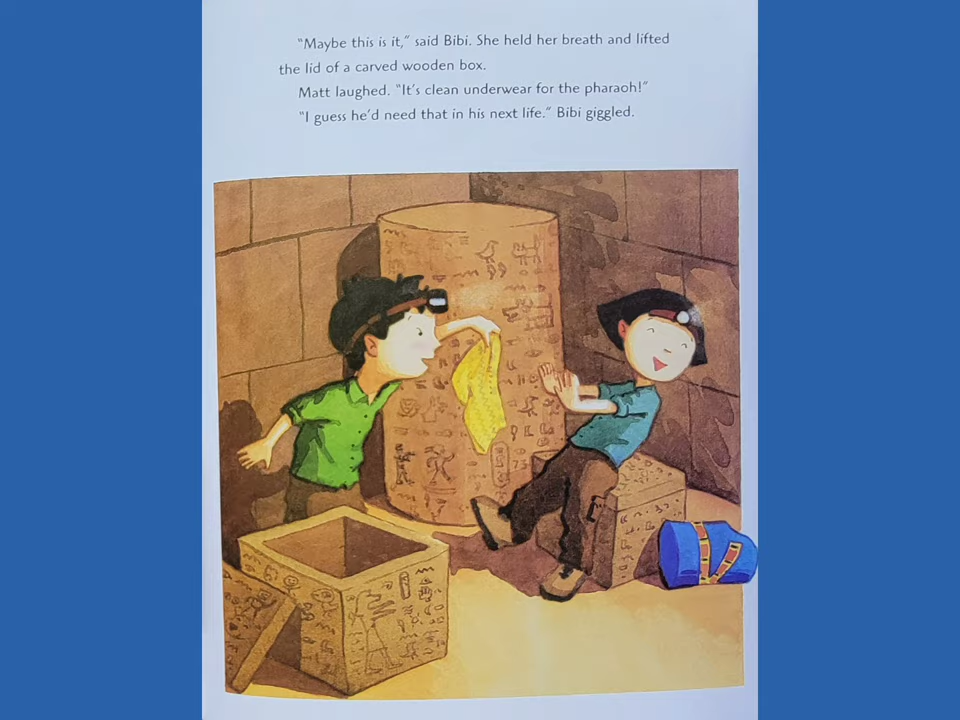 “Maybe this is it,” said Bibi. She held her breath and lifted
the lid of a carved wooden box.
Matt laughed. “It’s clean underwear for the pharaoh!”
“I guess he’d need that in his next life.” Bibi giggled.